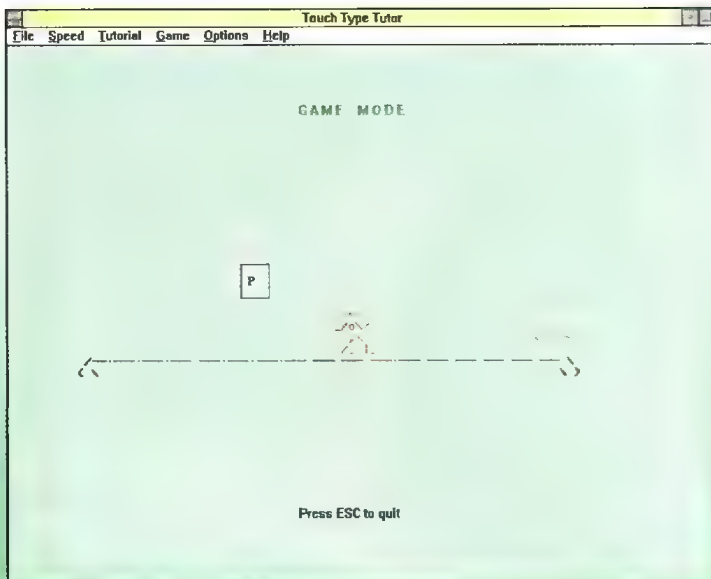 Touch Type Tutor
File Speed Tutorial Game Options Help
GAME MODE
P
Press ESC to quit